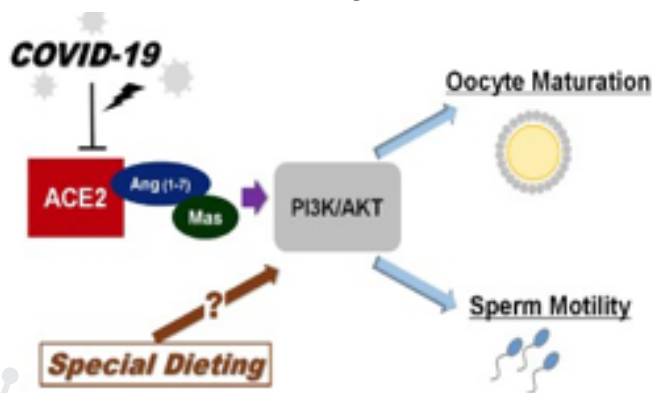 COVID-19
Oocyte Maturation
ACE2
Ang (1-7)
Mas
PI3K/AKT
?
Special Dieting
Sperm Motility